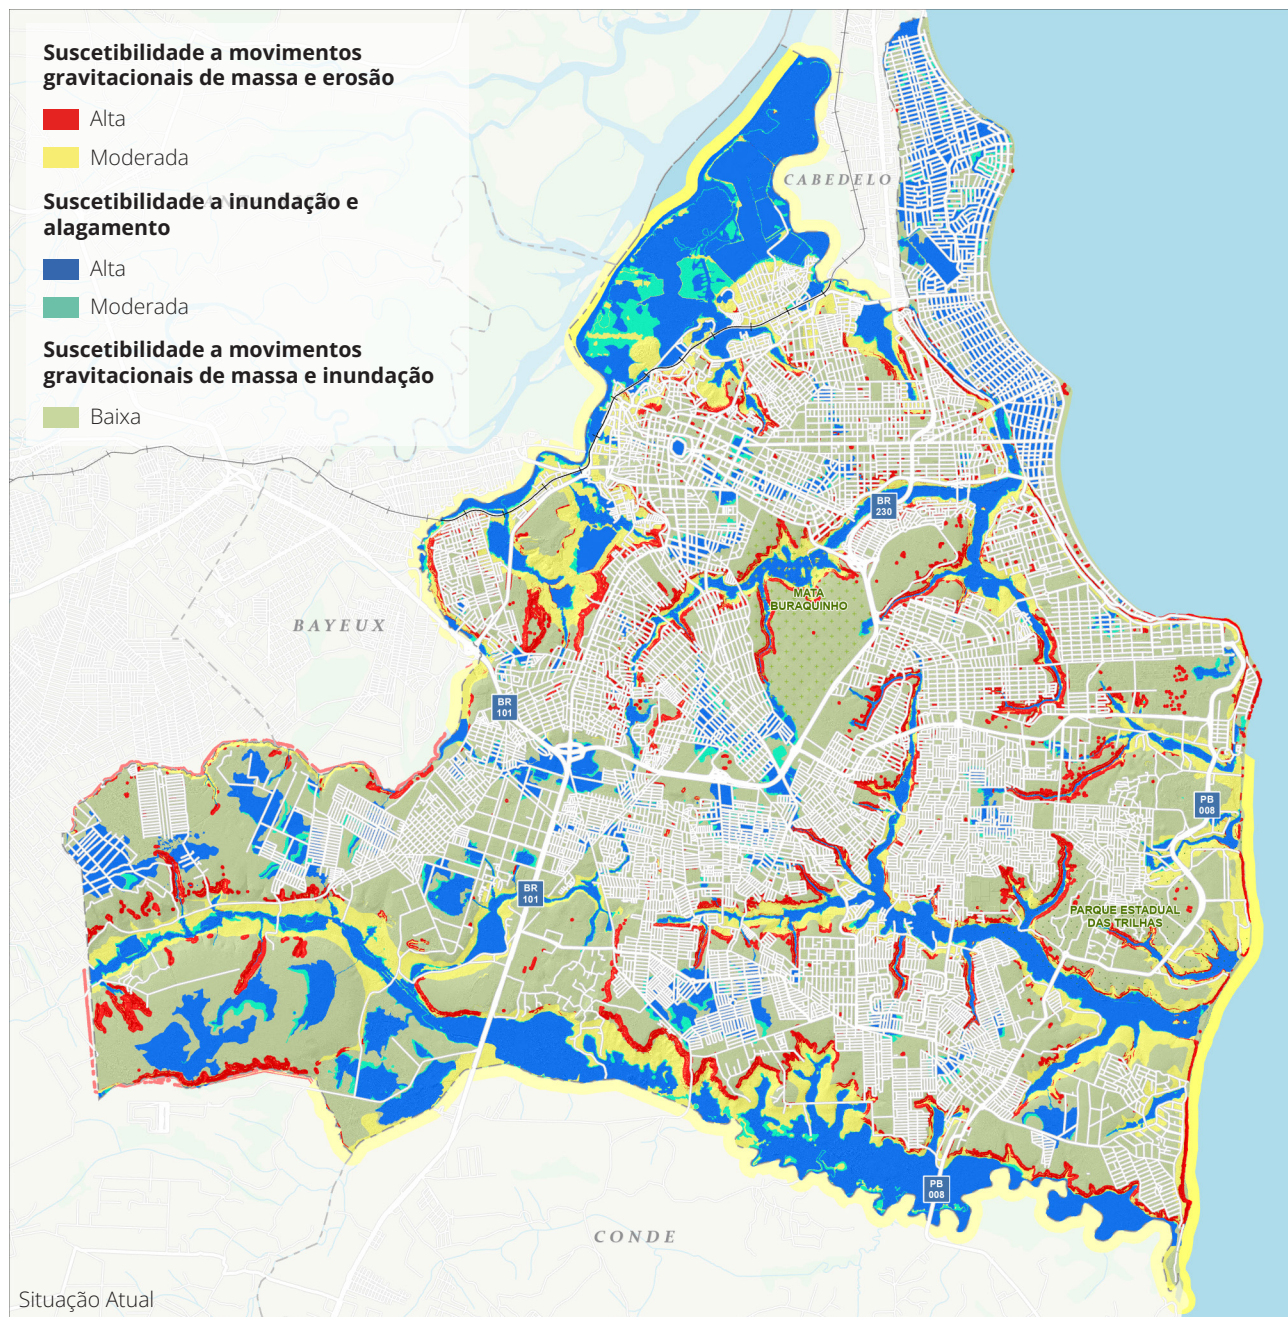 Suscetibilidade a movimentos
gravitacionais de massa e erosão
Alta
Moderada
Suscetibilidade a inundação e
alagamento
Alta
Moderada
Suscetibilidade a movimentos
gravitacionais de massa e inundação
Baixa
CABEDELO
BR
230
MATA
BURAQUINHO
BAYEUX
BR
101
PB
008
BR
101
PARQUE ESTADUAL
DAS TRILHAS
PB
008
CONDE
Situação Atual